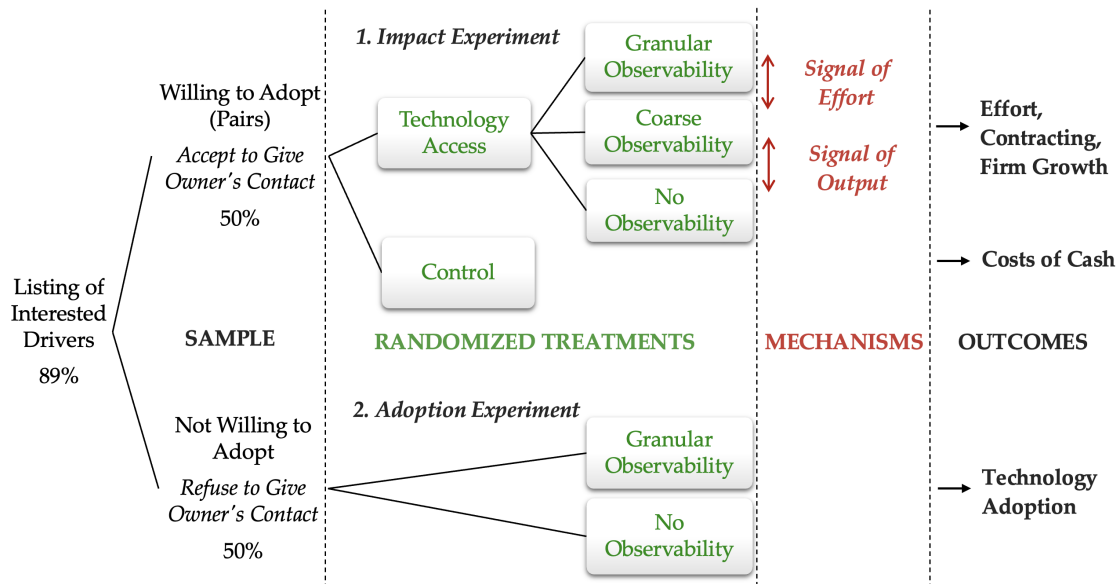 Listing of
Interested
Drivers
89%
Willing to Adopt
(Pairs)
Accept to Give
Owner's Contact
50%
SAMPLE
Not Willing to
Adopt
Refuse to Give
Owner's Contact
50%
1. Impact Experiment
Technology
Access
Control
Granular
Observability
Coarse
Observability
No
Observability
RANDOMIZED TREATMENTS
2. Adoption Experiment
Granular
Observability
No
Observability
Signal of
Effort
Signal of
Output
MECHANISMS
Effort,
Contracting,
Firm Growth
Costs of Cash
OUTCOMES
Technology
Adoption